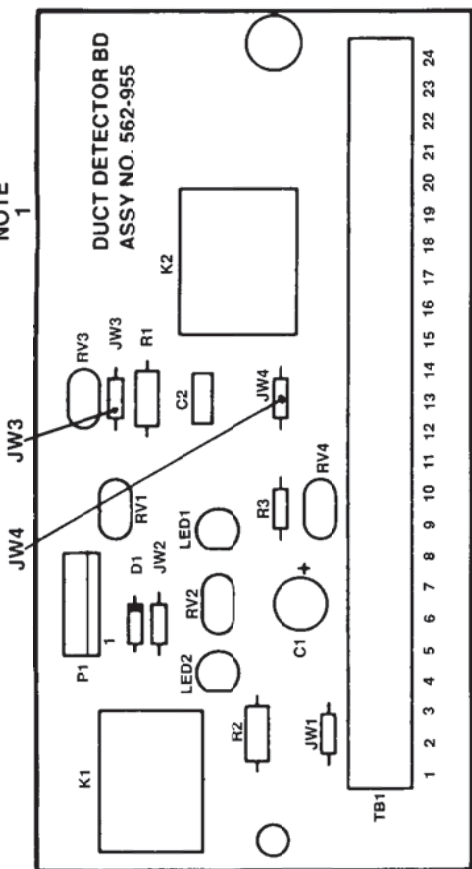 NOTE
1
JW3
JW4
DUCT DETECTOR BD
ASSY NO. 562-955
P1
1
K1
D1
JW2
RV1
RV3
JW3
R1
K2
LED2
RV2
LED1
C2
R2
JW1
C1
+
R3
RV4
JW4
TB1
1
2
3
4
5
6
7
8
9
10
11
12
13
14
15
16
17
18
19
20
21
22
23
24